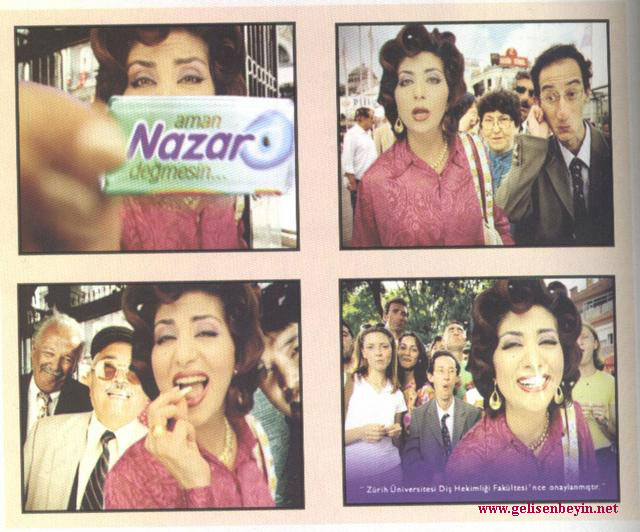 aman
Nazar
değmesin...
" Zürih Üniversitesi Diş Hekimliği Fakültesi'nce onaylanmıştır. "
www.gelisenbeyin.net